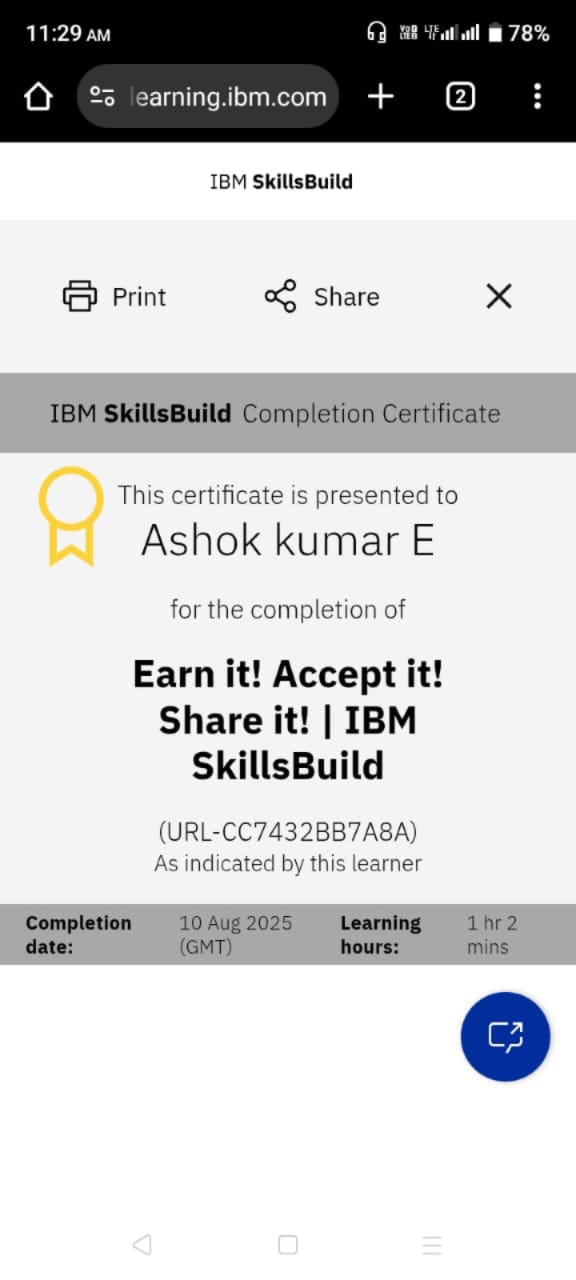 11:29 AM
78%
learning.ibm.com
2
IBM SkillsBuild
Print Share
IBM SkillsBuild Completion Certificate
This certificate is presented to
Ashok kumar E
for the completion of
Earn it! Accept it!
Share it! | IBM
SkillsBuild
(URL-CC7432BB7A8A)
As indicated by this learner
Completion date: 10 Aug 2025 (GMT) Learning hours: 1 hr 2 mins